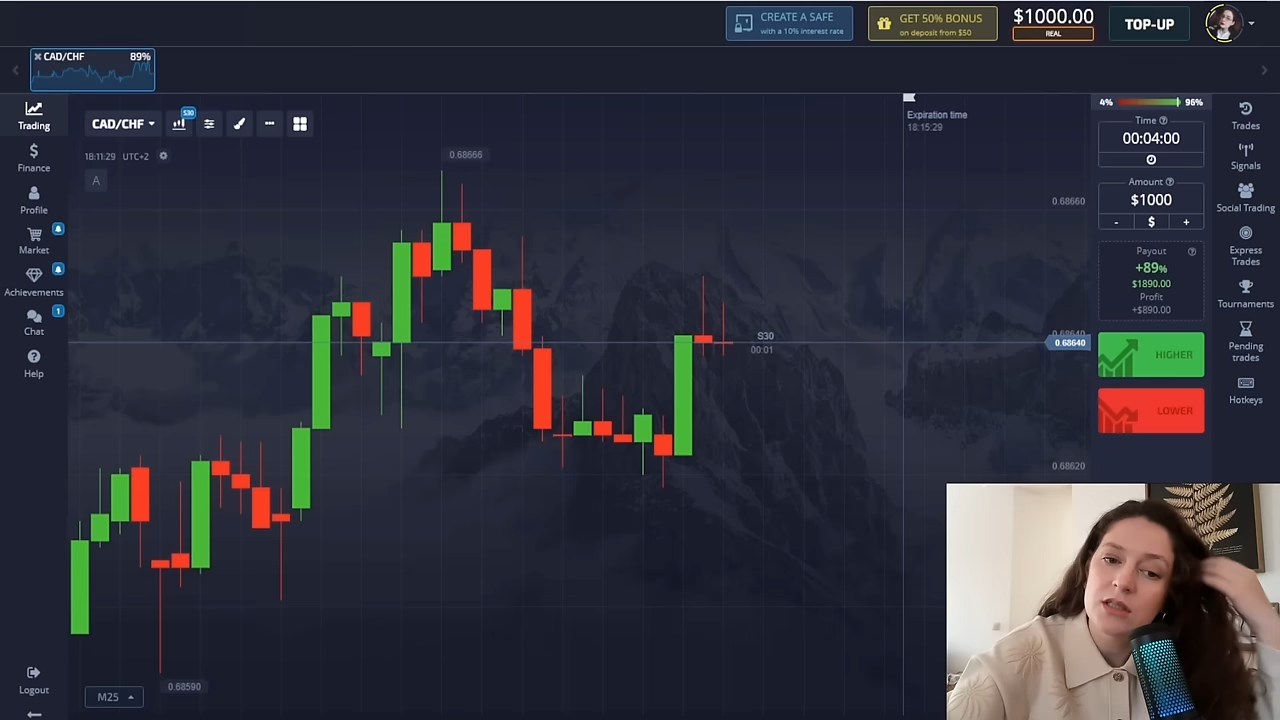 CREATE A SAFE
with a 10% interest rate
GET 50% BONUS
on deposit from $50
$1000.00
REAL
TOP-UP
CAD/CHF 89%
Trading
Finance
Profile
Market
Achievements
1
Chat
Help
Logout
CAD/CHF
S30
18:11:29 UTC+2
A
0.68666
0.68590
M25
S30
00:01
Expiration time
18:15:29
0.68660
0.68640
0.68640
0.68620
4% 96%
Time
00:04:00
Amount
$1000
- $ +
Payout
+89%
$1890.00
Profit
+$890.00
HIGHER
LOWER
Trades
Signals
Social Trading
Express
Trades
Tournaments
Pending
trades
Hotkeys